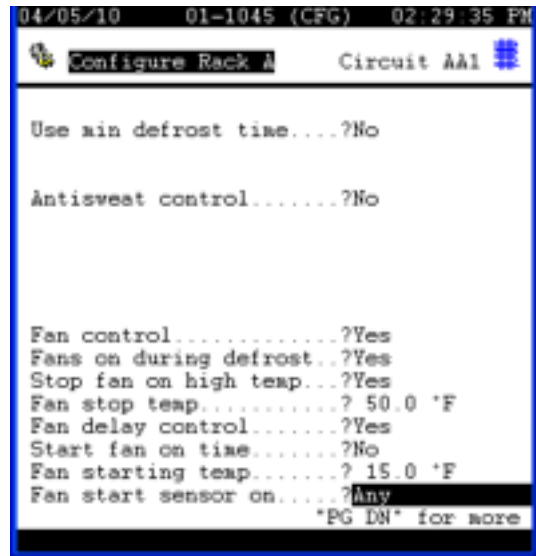 04/05/10 01-1045 (CFG) 02:29:35 PM
Configure Rack A Circuit AA1
Use min defrost time....?No
Antisweat control.......?No
Fan control.............?Yes
Fans on during defrost..?Yes
Stop fan on high temp...?Yes
Fan stop temp...........? 50.0 °F
Fan delay control.......?Yes
Start fan on time.......?No
Fan starting temp.......? 15.0 °F
Fan start sensor on.....?Any
"PG DN" for more